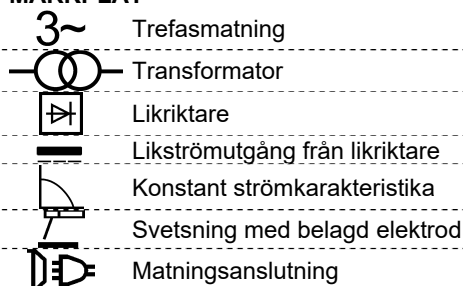 MÄRKPLÅT
3~ Trefasmatning
Transformator
Likriktare
Likströmutgång från likriktare
Konstant strömkarakteristika
Svetsning med belagd elektrod
Matningsanslutning